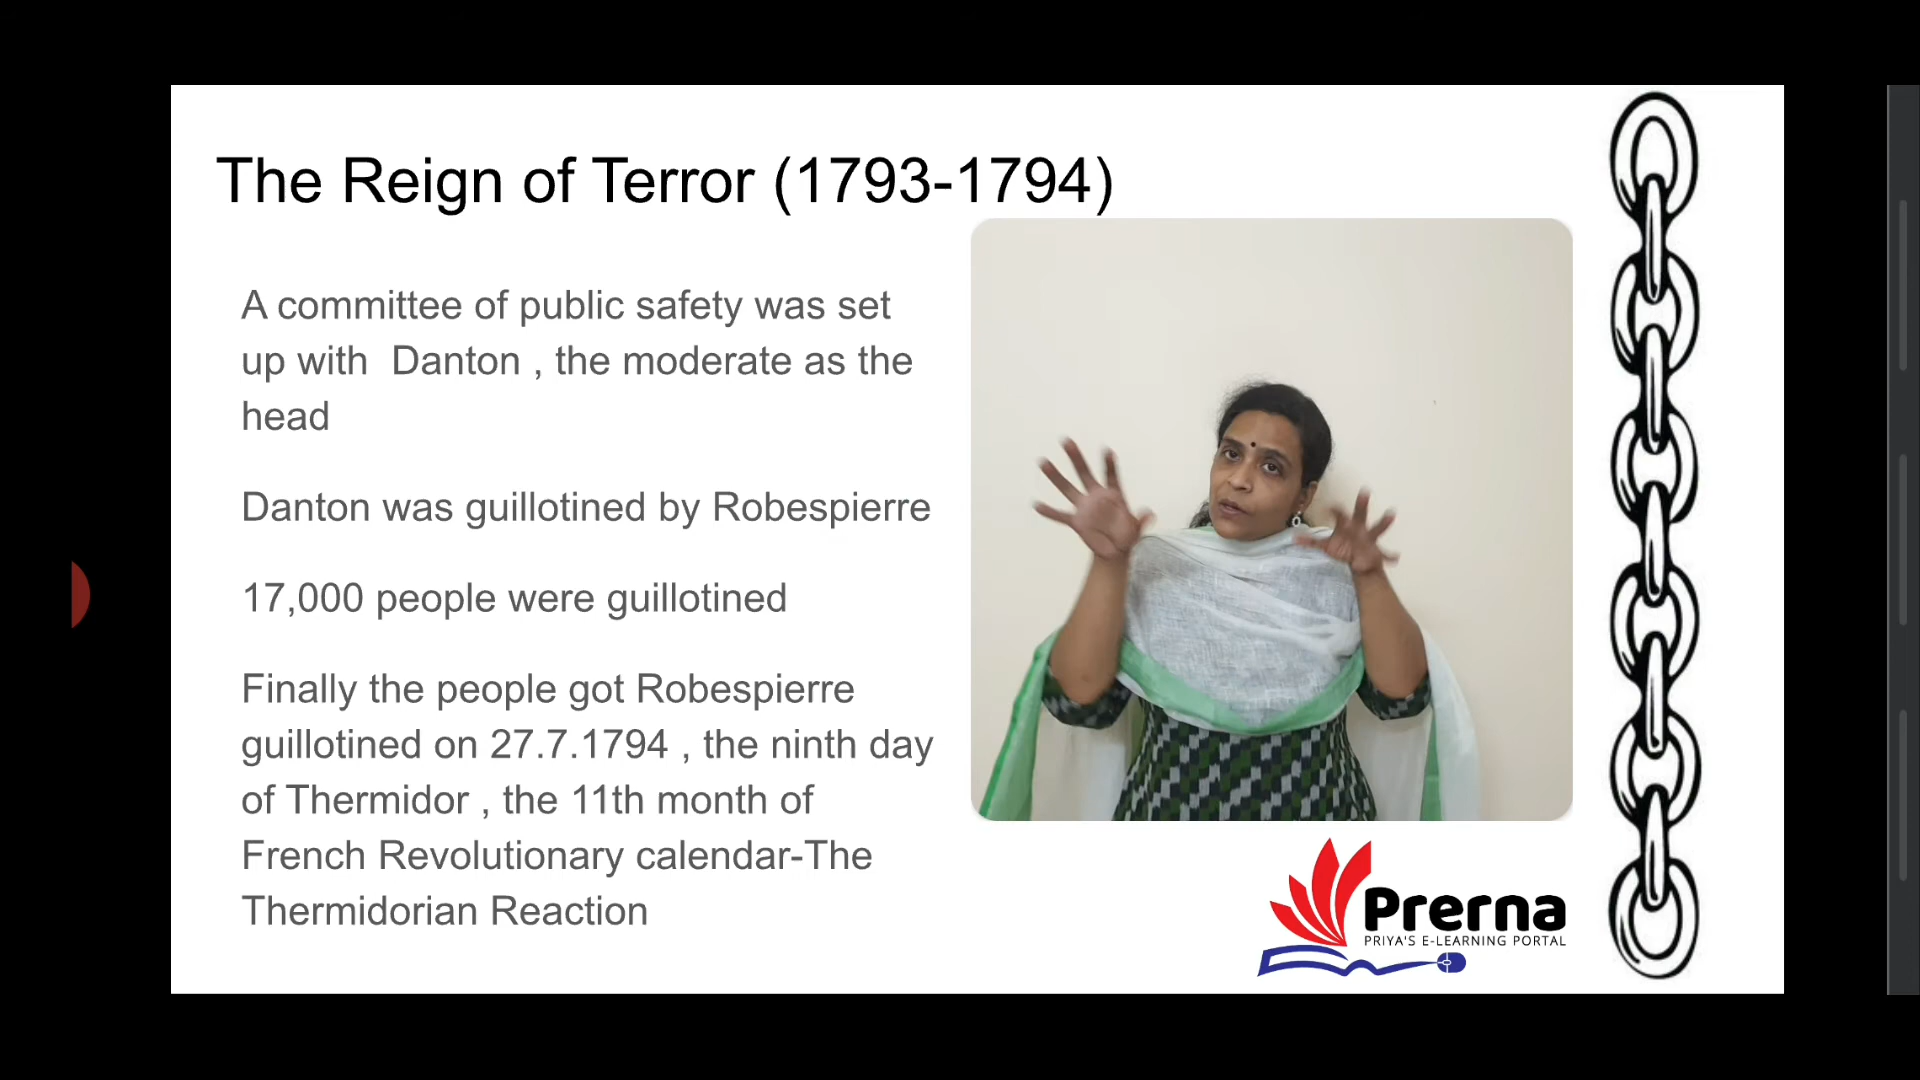 The Reign of Terror (1793-1794)
A committee of public safety was set
up with  Danton , the moderate as the
head
Danton was guillotined by Robespierre
17,000 people were guillotined
Finally the people got Robespierre
guillotined on 27.7.1794 , the ninth day
of Thermidor , the 11th month of
French Revolutionary calendar-The
Thermidorian Reaction
Prerna
PRIYA'S E-LEARNING PORTAL